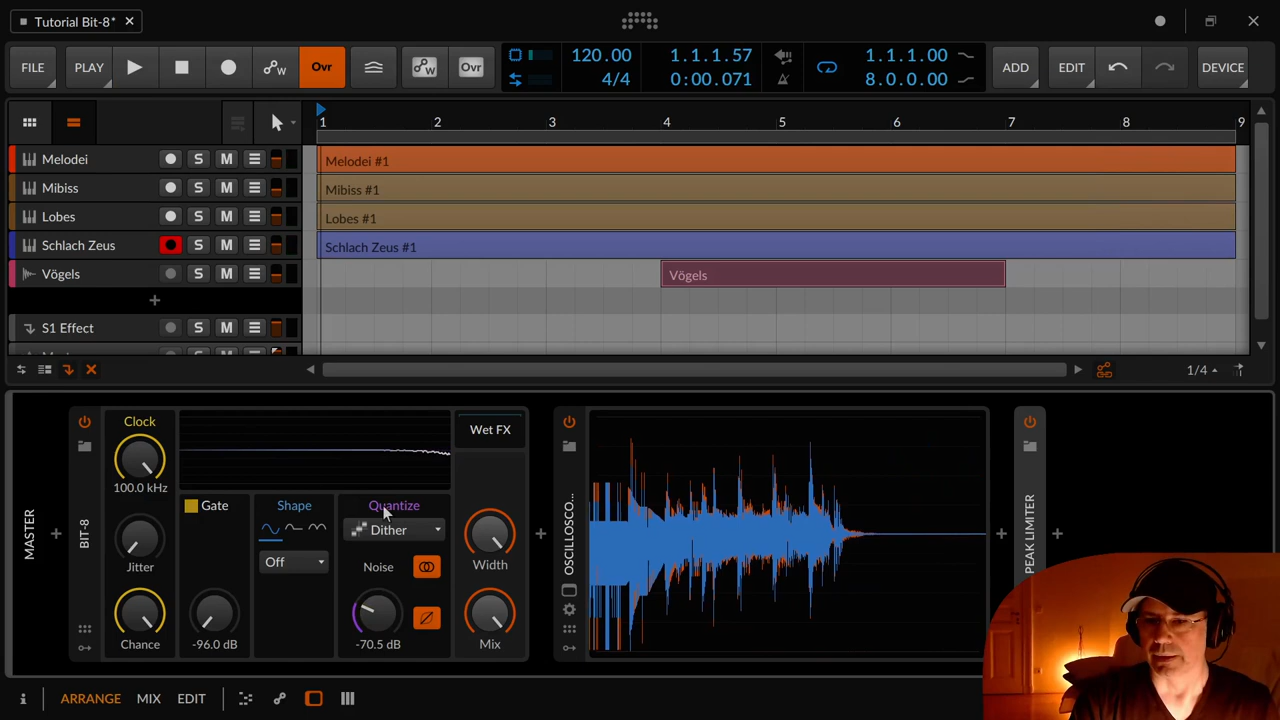 Tutorial Bit-8*
FILE PLAY Ovr Ovr 120.00 4/4 1.1.1.57 0:00.071 1.1.1.00 8.0.0.00 ADD EDIT DEVICE
1 2 3 4 5 6 7 8 9
Melodei S M Melodei #1
Mibiss S M Mibiss #1
Lobes S M Lobes #1
Schlach Zeus S M Schlach Zeus #1
Vögels S M Vögels
S1 Effect S M
1/4
MASTER
BIT-8
Clock
100.0 kHz
Jitter
Chance
Gate
-96.0 dB
Shape
Off
Quantize
Dither
Noise
-70.5 dB
Wet FX
Width
Mix
OSCILLOSCO...
PEAK LIMITER
ARRANGE MIX EDIT